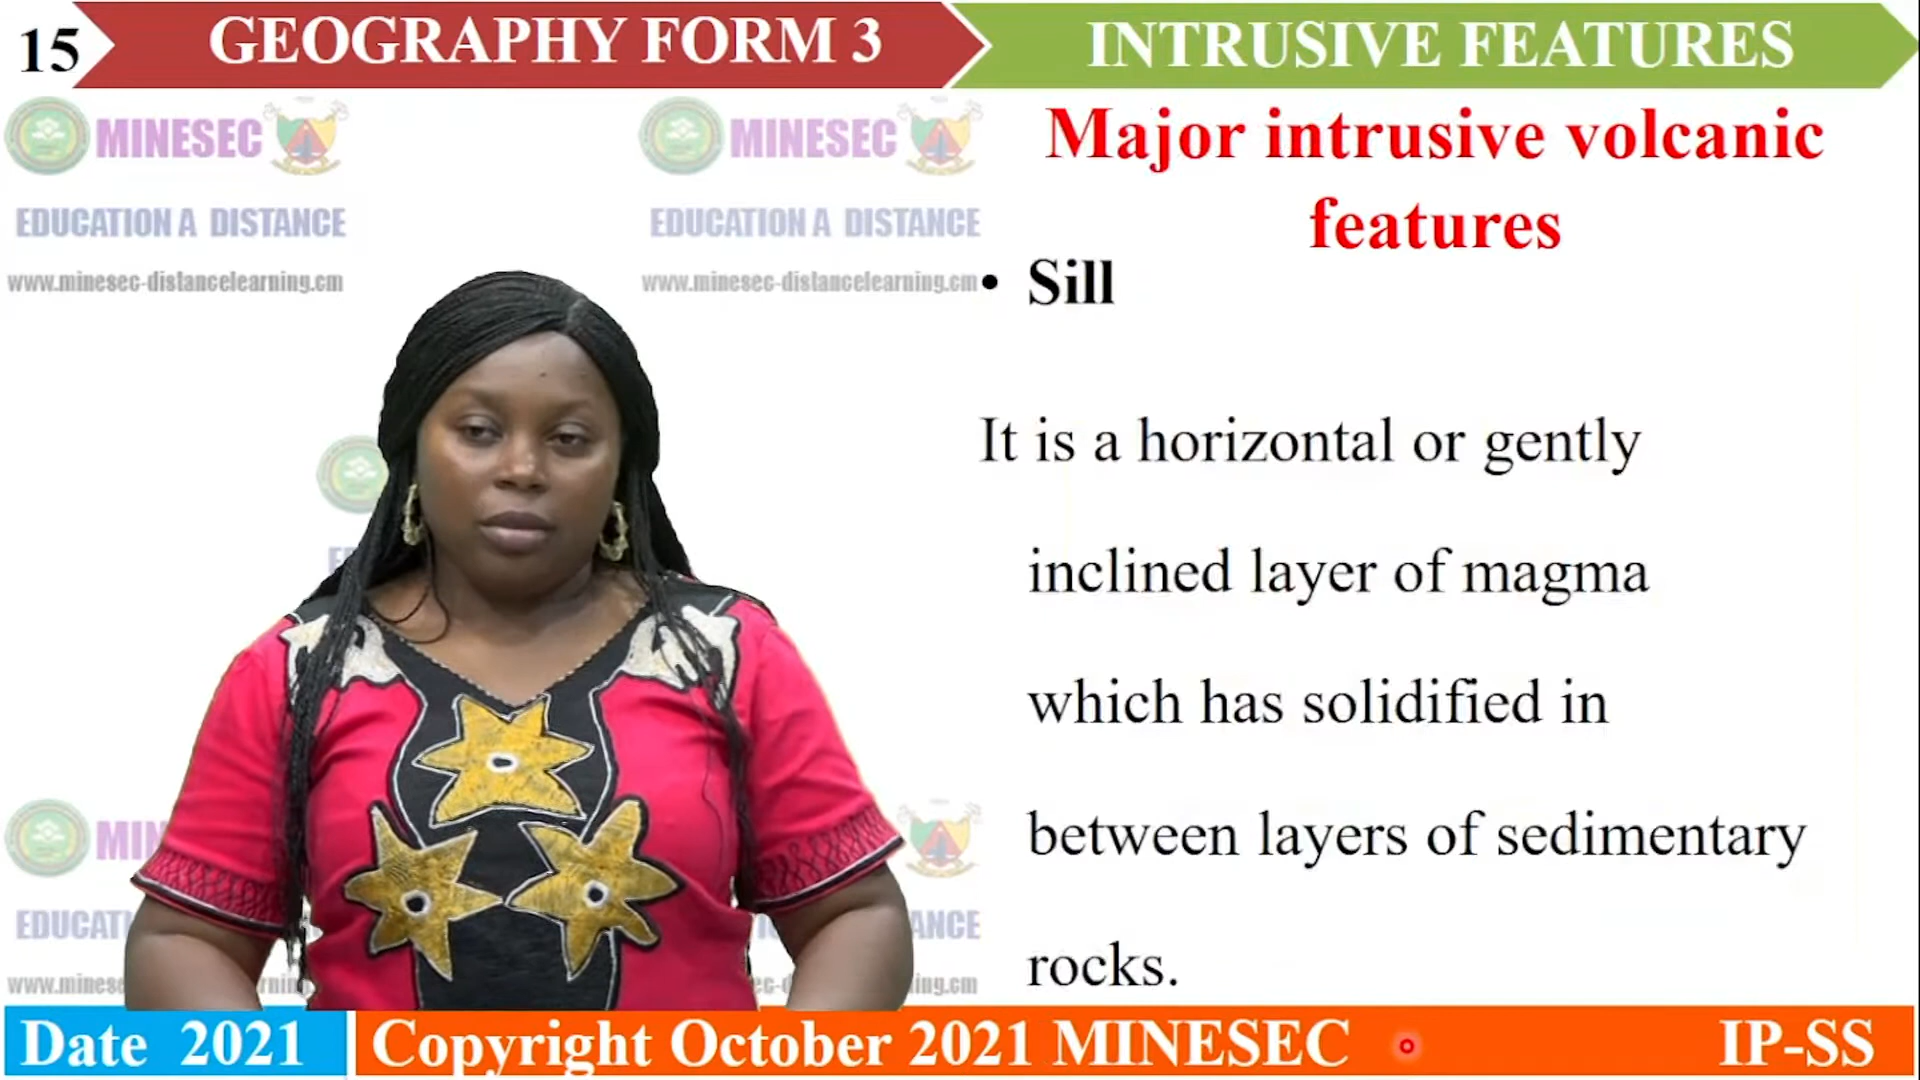 15
GEOGRAPHY FORM 3
INTRUSIVE FEATURES
MINESEC
MINESEC
EDUCATION A DISTANCE
EDUCATION A DISTANCE
www.minesec-distancelearning.cm
www.minesec-distancelearning.cm
Major intrusive volcanic
features
• Sill
It is a horizontal or gently
inclined layer of magma
which has solidified in
between layers of sedimentary
rocks.
Date 2021
Copyright October 2021 MINESEC
IP-SS